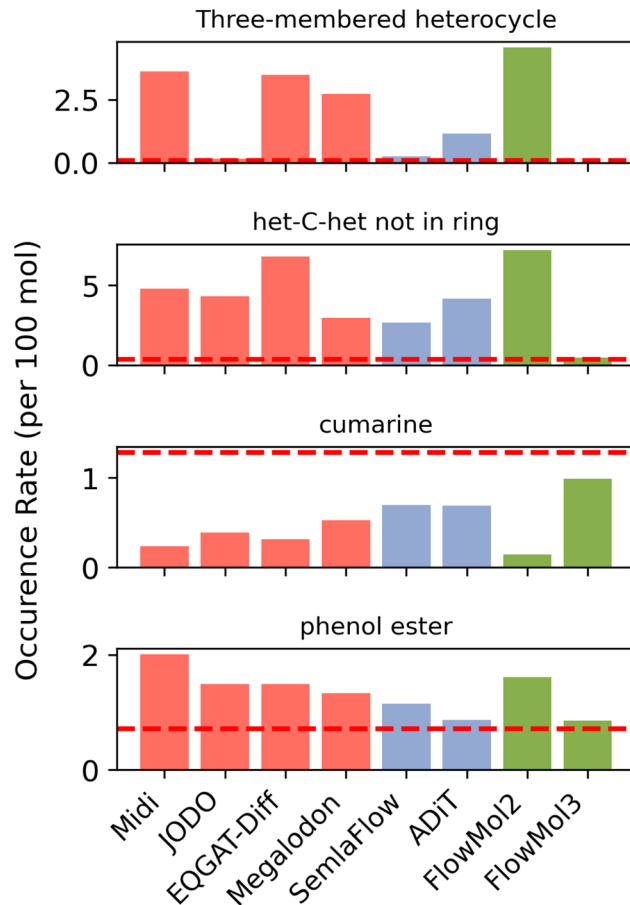 Three-membered heterocycle
2.5
0.0
het-C-het not in ring
5
0
cumarine
1
0
phenol ester
2
0
Occurence Rate (per 100 mol)
Midi
JODO
EQGAT-Diff
Megalodon
SemlaFlow
ADiT
FlowMol2
FlowMol3